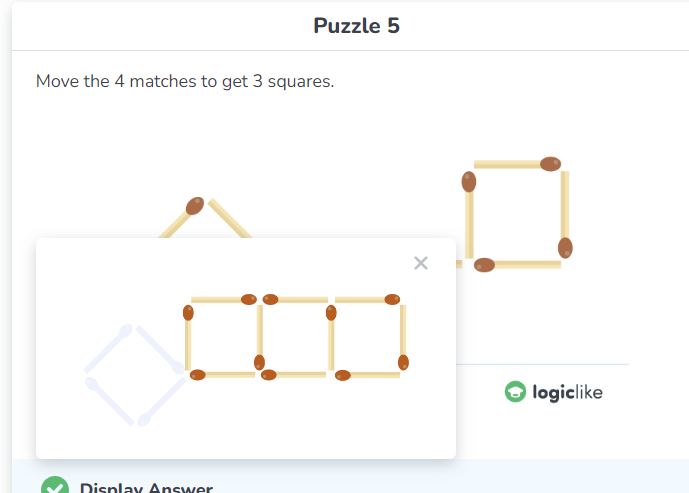 Puzzle 5
Move the 4 matches to get 3 squares.
logiclike
Display Answer